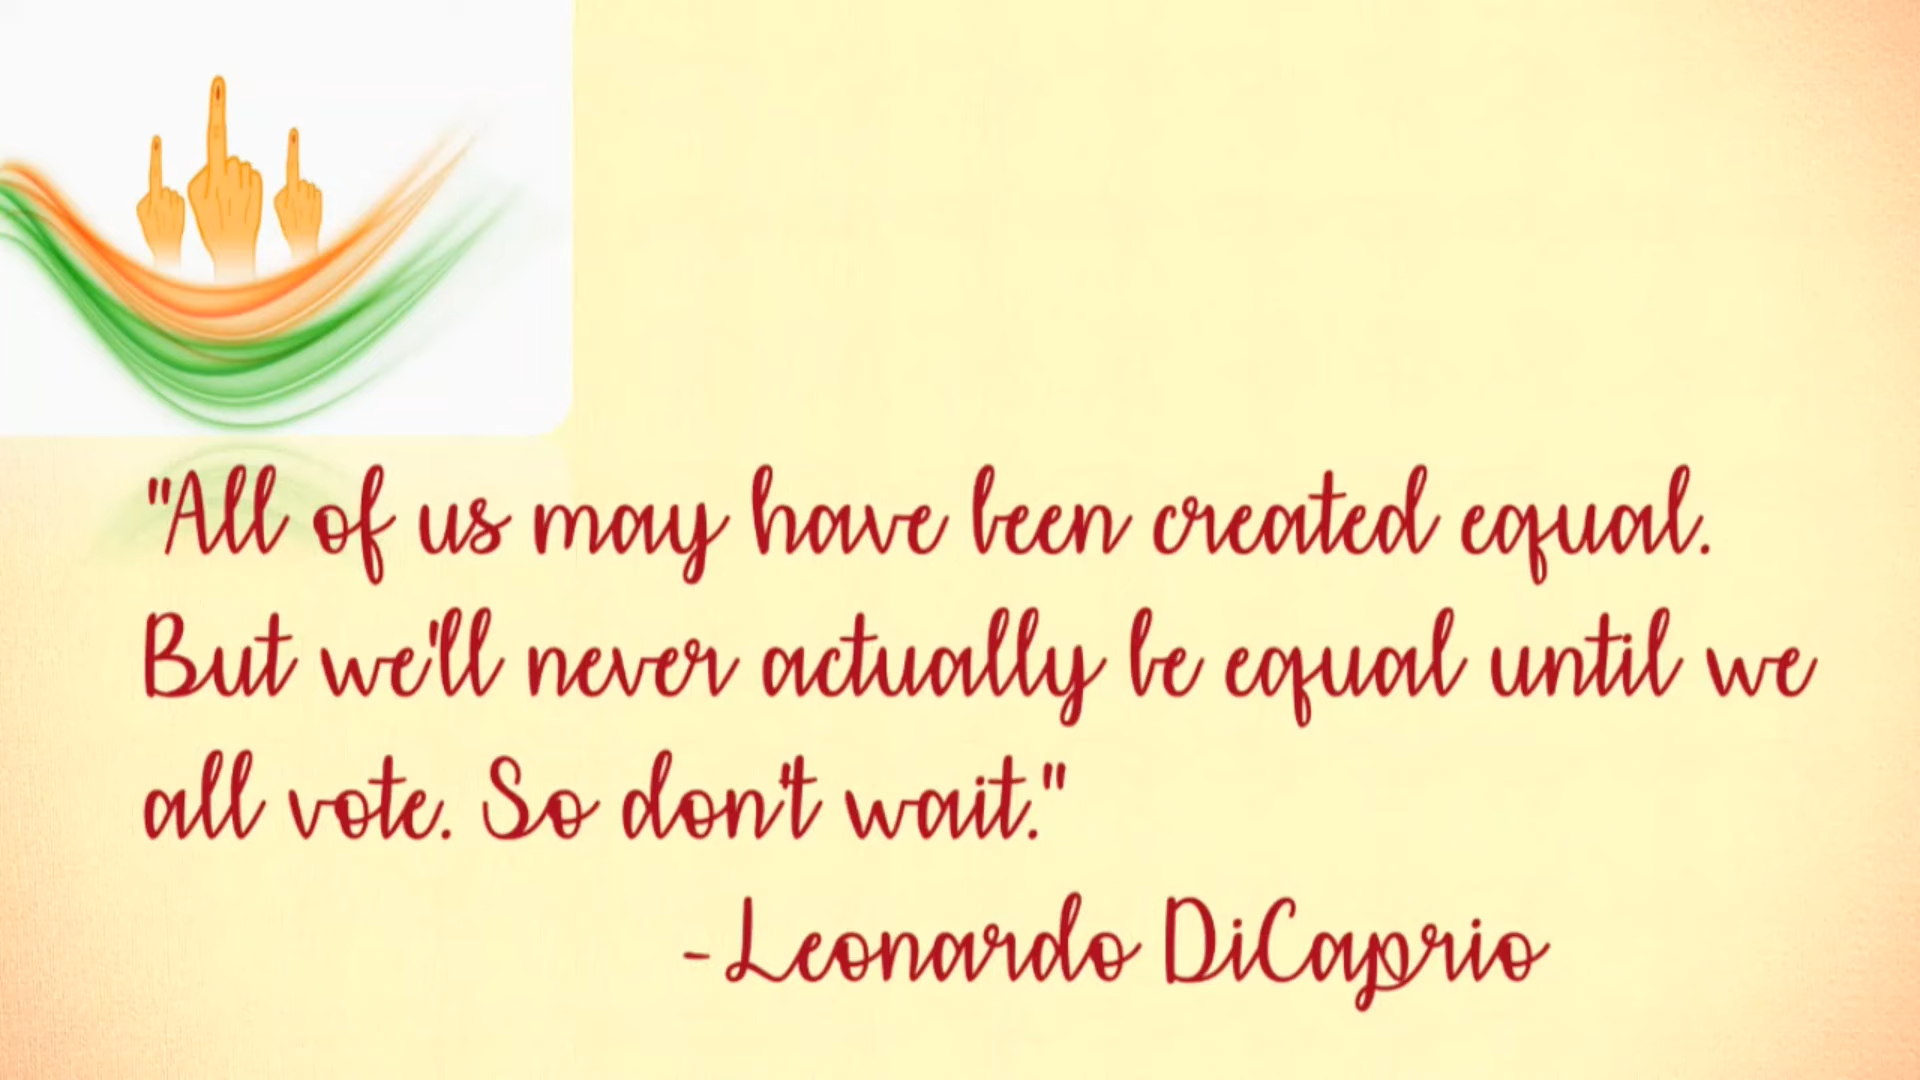 "All of us may have been created equal.
But we'll never actually be equal until we
all vote. So don't wait."
-Leonardo DiCaprio